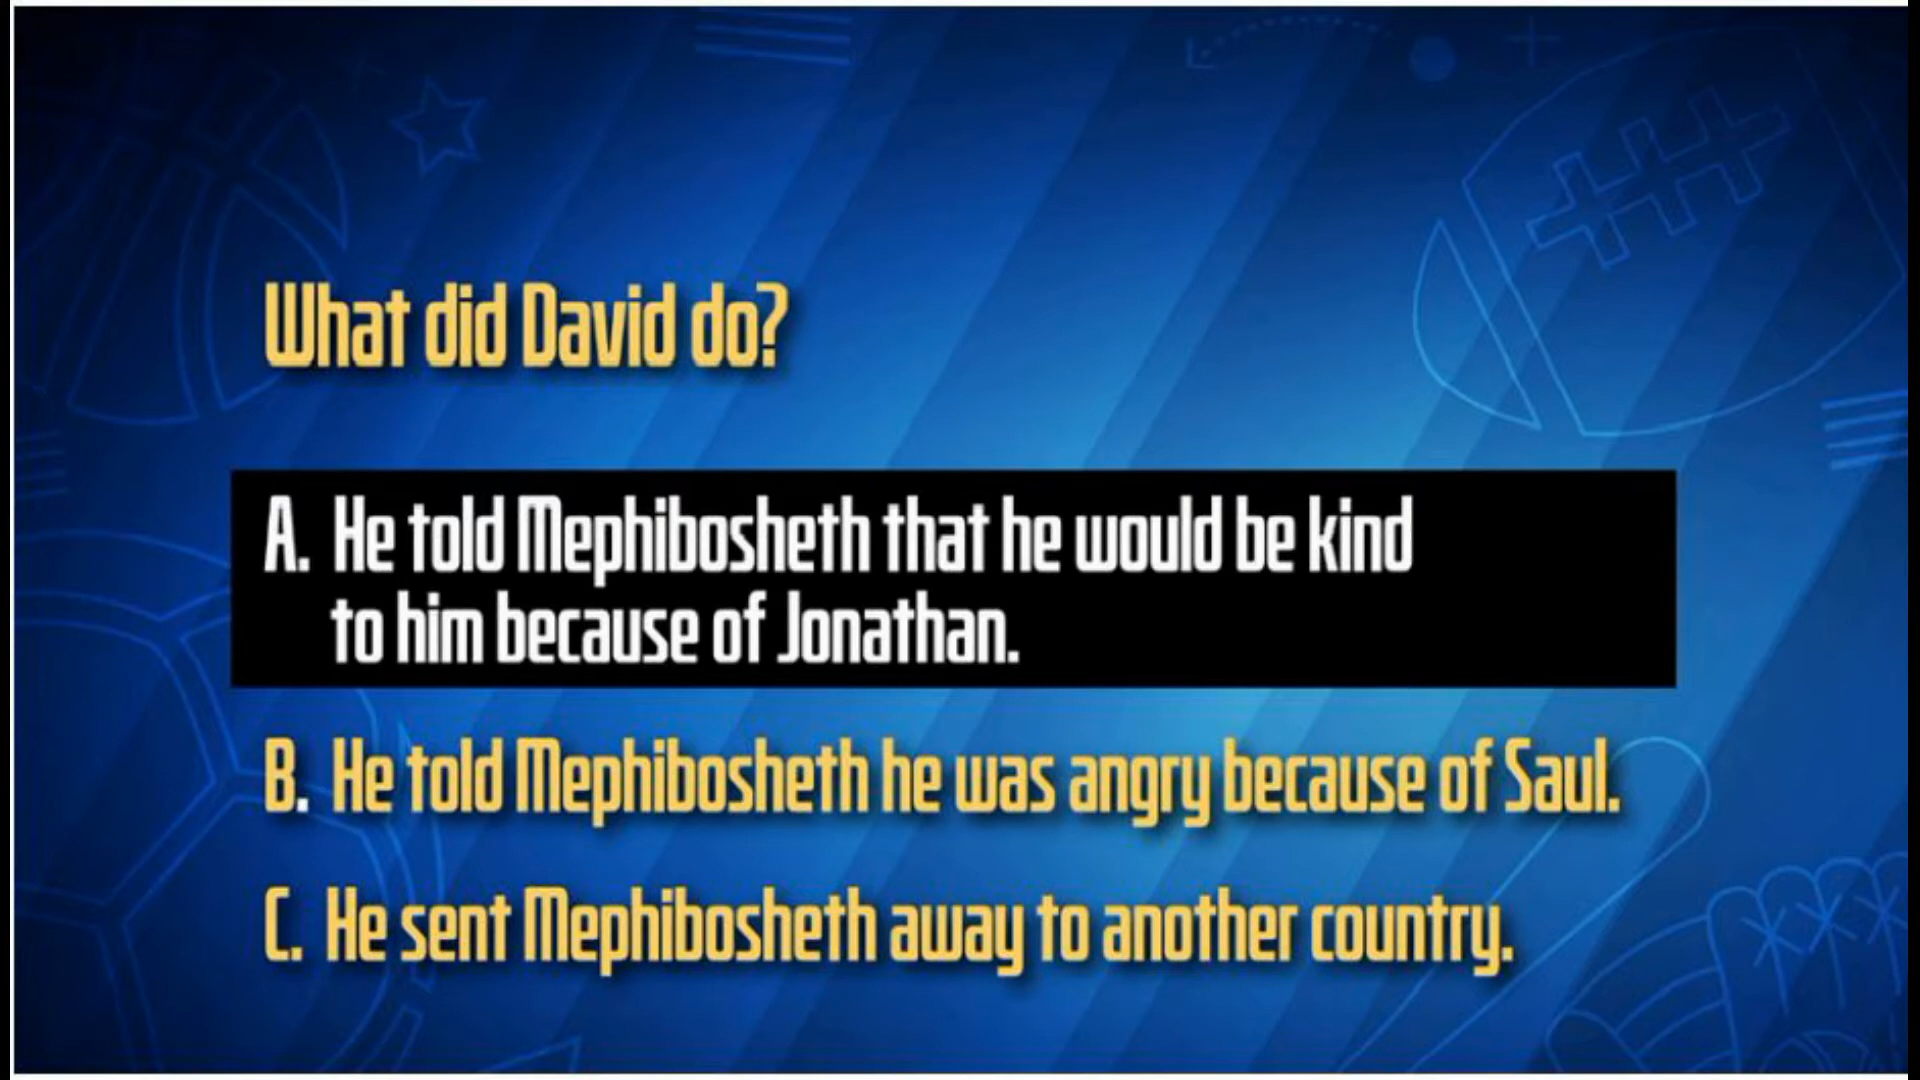 What did David do?
A. He told Mephibosheth that he would be kind
to him because of Jonathan.
B. He told Mephibosheth he was angry because of Saul.
C. He sent Mephibosheth away to another country.